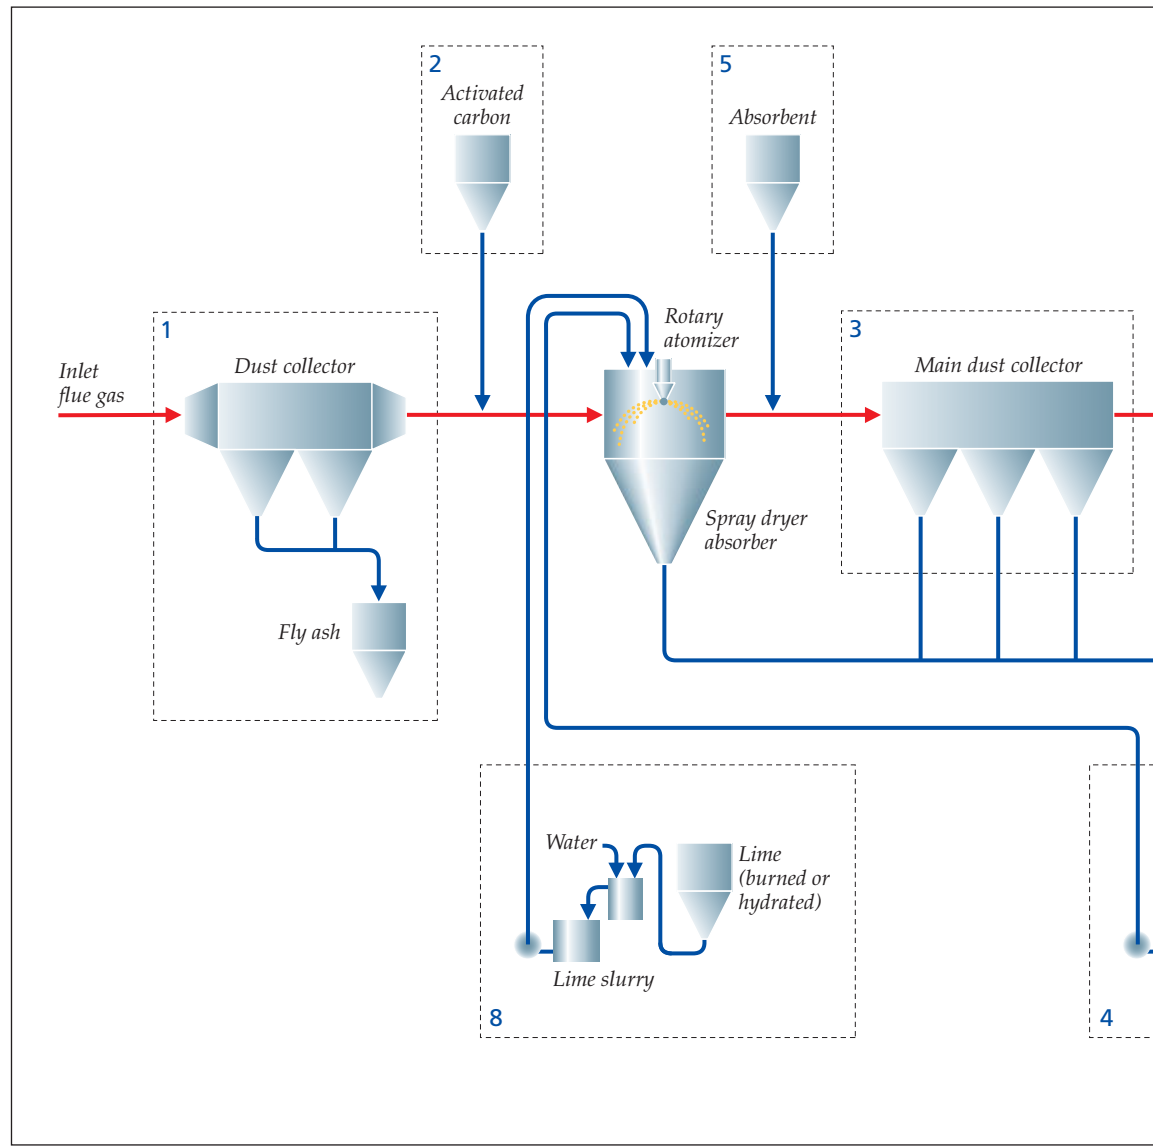 2
Activated
carbon
5
Absorbent
1
Dust collector
Inlet
flue gas
Rotary
atomizer
3
Main dust collector
Spray dryer
absorber
Fly ash
Water
Lime
(burned or
hydrated)
Lime slurry
8
4